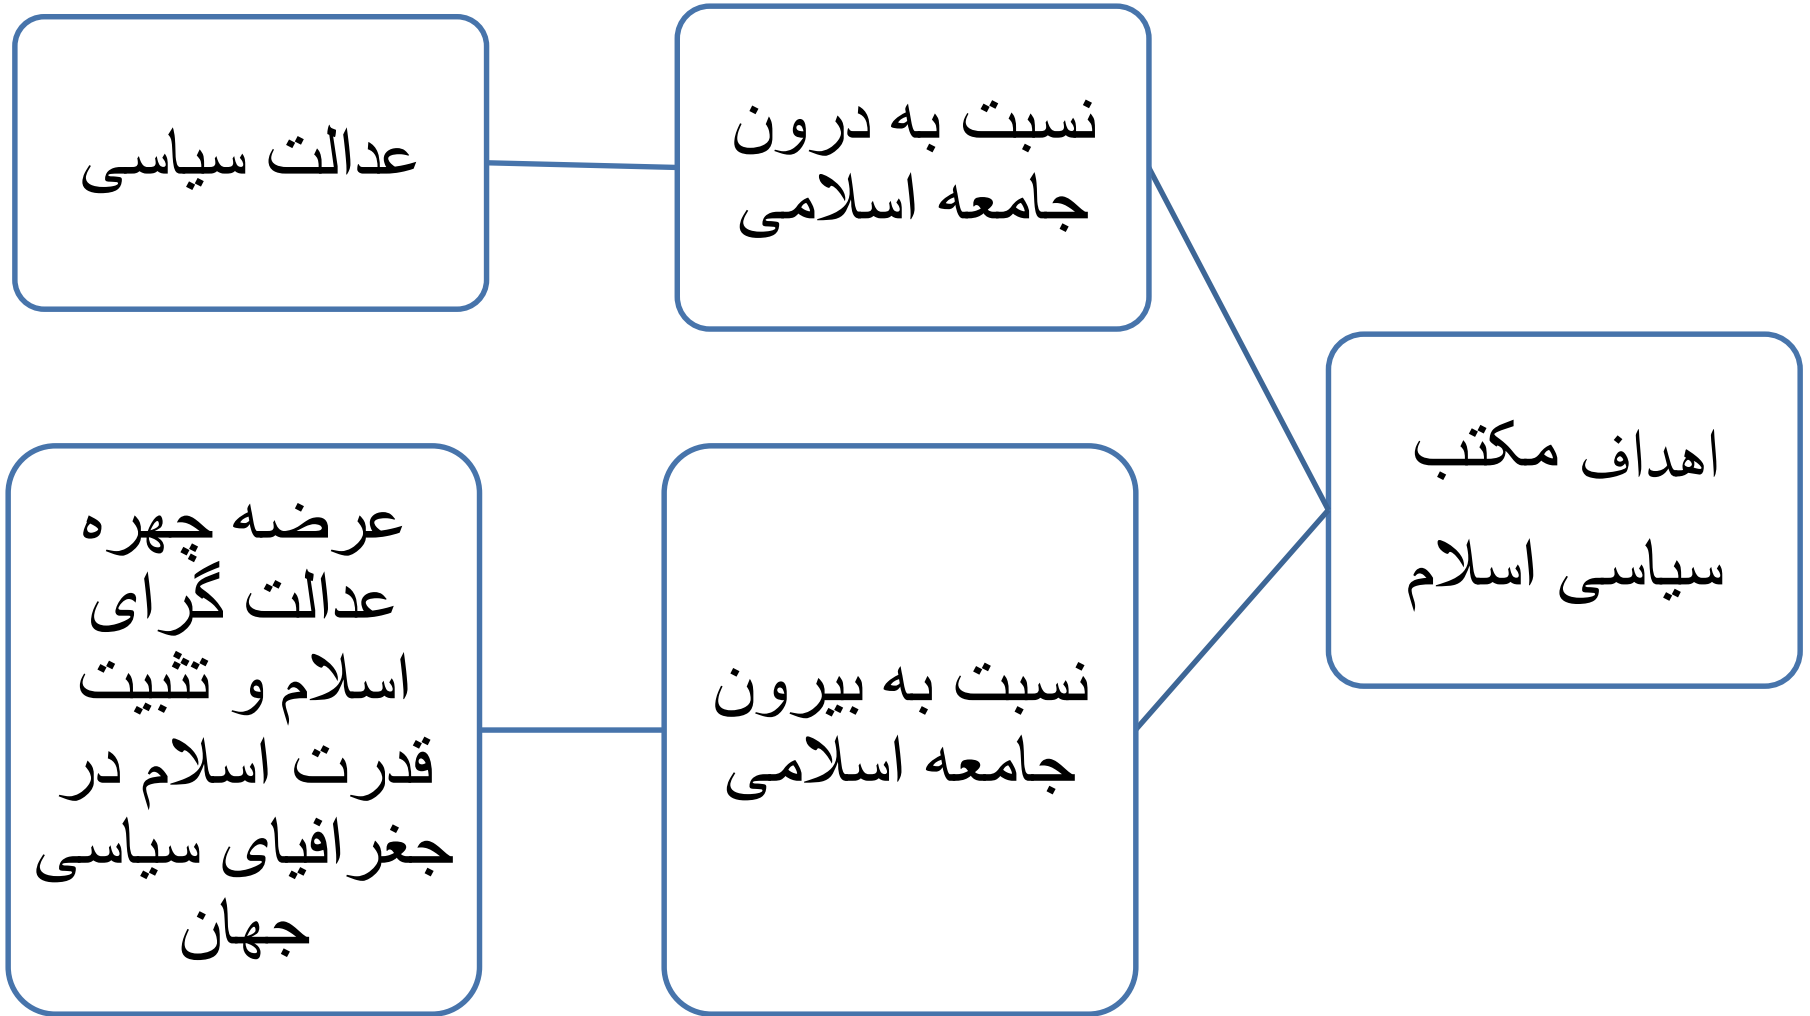 اهداف مکتب
سیاسی اسلام
نسبت به درون
جامعه اسلامی
عدالت سیاسی
نسبت به بیرون
جامعه اسلامی
عرضه چهره
عدالت گرای
اسلام و تثبیت
قدرت اسلام در
جغرافیای سیاسی
جهان